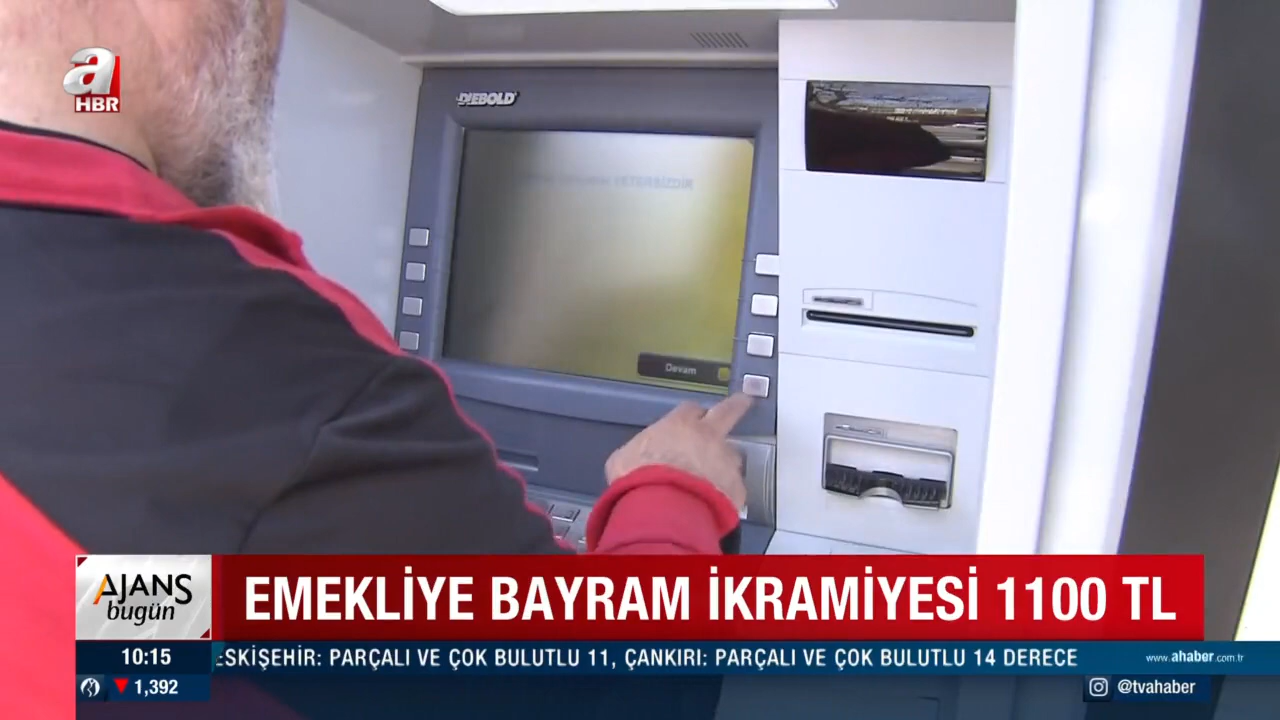 a
HBR
DIEBOLD
Devam
AJANS
bugün
EMEKLİYE BAYRAM İKRAMİYESİ 1100 TL
10:15
ESKİŞEHİR: PARÇALI VE ÇOK BULUTLU 11, ÇANKIRI: PARÇALI VE ÇOK BULUTLU 14 DERECE
www.ahaber.com.tr
1,392
@tvahaber